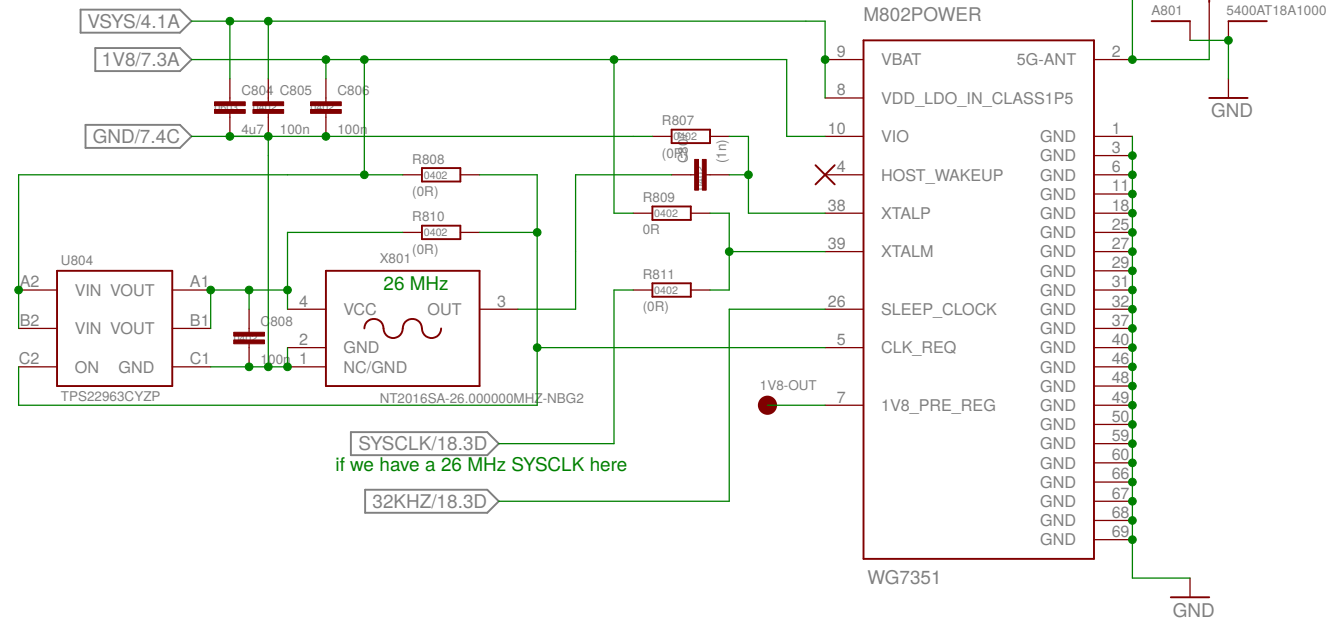 VSYS/4.1A
1V8/7.3A
GND/7.4C
C804
C805
C806
4u7
100n
100n
0402
M802POWER
A801
5400AT18A1000
GND
9
VBAT
5G-ANT
2
8
VDD_LDO_IN_CLASS1P5
10
VIO
GND
1
GND
3
4
HOST_WAKEUP
GND
6
GND
11
38
XTALP
GND
18
GND
25
39
XTALM
GND
27
GND
29
GND
31
26
SLEEP_CLOCK
GND
32
GND
37
5
CLK_REQ
GND
40
GND
46
GND
48
7
1V8_PRE_REG
GND
49
GND
50
GND
59
GND
60
GND
66
GND
67
GND
68
GND
69
WG7351
GND
R807
0402
(0R)
(1n)
R808
0402
(0R)
R809
0402
0R
R810
0402
(0R)
R811
0402
(0R)
U804
A2
VIN
VOUT
A1
B2
VIN
VOUT
B1
C2
ON
GND
C1
TPS22963CYZP
C808
100n
X801
26 MHz
4
VCC
OUT
3
2
GND
1
NC/GND
NT2016SA-26.000000MHZ-NBG2
1V8-OUT
SYSCLK/18.3D
if we have a 26 MHz SYSCLK here
32KHZ/18.3D